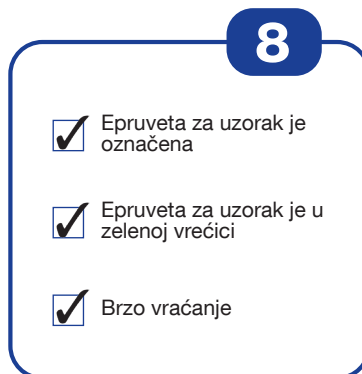 8
Epruveta za uzorak je
označena
Epruveta za uzorak je u
zelenoj vrećici
Brzo vraćanje